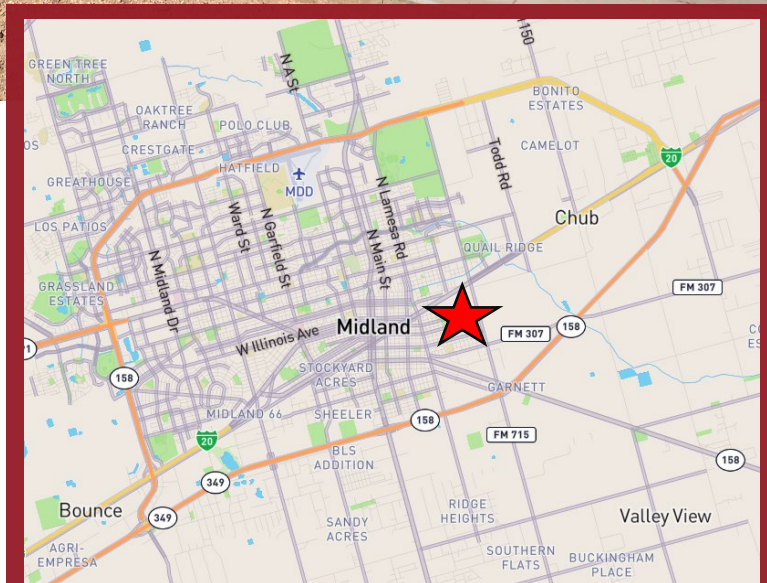 N A St
150
GREEN TREE
NORTH
BONITO
ESTATES
OAKTREE
RANCH
POLO CLUB
CRESTGATE
CAMELOT
20
HATFIELD
Todd Rd
GREATHOUSE
MDD
N Lamesa Rd
Ward St
N Garfield St
Chub
LOS PATIOS
N Main St
QUAIL RIDGE
N Midland Dr
GRASSLAND
ESTATES
FM 307
Midland
158
FM 307
W Illinois Ave
STOCKYARD
ACRES
158
GARNETT
MIDLAND 66
SHEELER
158
20
FM 715
BLS
ADDITION
158
349
Bounce
349
RIDGE
HEIGHTS
Valley View
SANDY
ACRES
AGRI-
EMPRESA
SOUTHERN
FLATS
BUCKINGHAM
PLACE